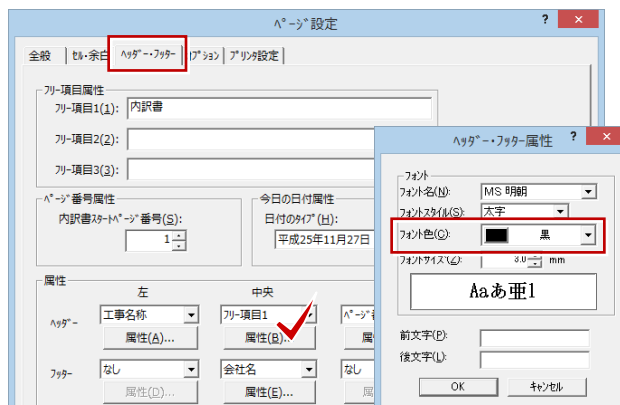 ﾍﾟｰｼﾞ設定
?
×
全般
ｾﾙ･余白
ﾍｯﾀﾞｰ･ﾌｯﾀｰ
ﾌﾟｼｮﾝ
ﾌﾟﾘﾝﾀ設定
ﾌﾘｰ項目属性
ﾌﾘｰ項目1(1):
内訳書
ﾌﾘｰ項目2(2):
ﾌﾘｰ項目3(3):
ﾍﾟｰｼﾞ番号属性
内訳書ｽﾀｰﾄﾍﾟｰｼﾞ番号(S):
1
今日の日付属性
日付のﾀｲﾌﾟ(H):
平成25年11月27日
属性
左
中央
ﾍｯﾀﾞｰ
工事名称
ﾌﾘｰ項目1
属性(A)...
属性(B)...
ﾌｯﾀｰ
なし
会社名
なし
属性(D)...
属性(E)...
ﾍｯﾀﾞｰ･ﾌｯﾀｰ属性
?
×
ﾌｫﾝﾄ
ﾌｫﾝﾄ名(N):
MS 明朝
ﾌｫﾝﾄｽﾀｲﾙ(S):
太字
ﾌｫﾝﾄ色(C):
黒
ﾌｫﾝﾄｻｲｽﾞ(Z):
3.0
mm
Aaあ亜1
前文字(P):
後文字(L):
OK
ｷｬﾝｾﾙ